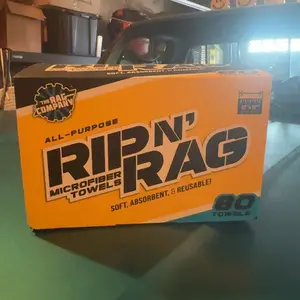 THE RAG
COMPANY
ALL-PURPOSE
RIP N'
RAG
MICROFIBER
TOWELS
SOFT, ABSORBENT, & REUSABLE!
80
TOWELS